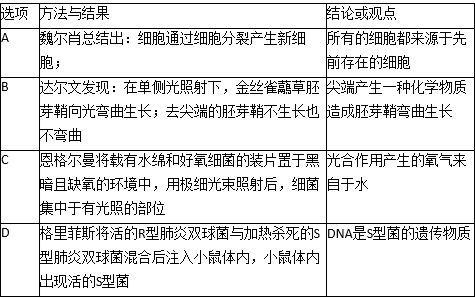 选项 方法与结果 结论或观点
A 魏尔肖总结出：细胞通过细胞分裂产生新细 所有的细胞都来源于先
胞； 前存在的细胞
B 达尔文发现：在单侧光照射下，金丝雀虉草胚 尖端产生一种化学物质
芽鞘向光弯曲生长；去尖端的胚芽鞘不生长也 造成胚芽鞘弯曲生长
不弯曲
C 恩格尔曼将载有水绵和好氧细菌的装片置于黑 光合作用产生的氧气来
暗且缺氧的环境中，用极细光束照射后，细菌 自于水
集中于有光照的部位
D 格里菲斯将活的R型肺炎双球菌与加热杀死的S DNA是S型菌的遗传物质
型肺炎双球菌混合后注入小鼠体内，小鼠体内
出现活的S型菌